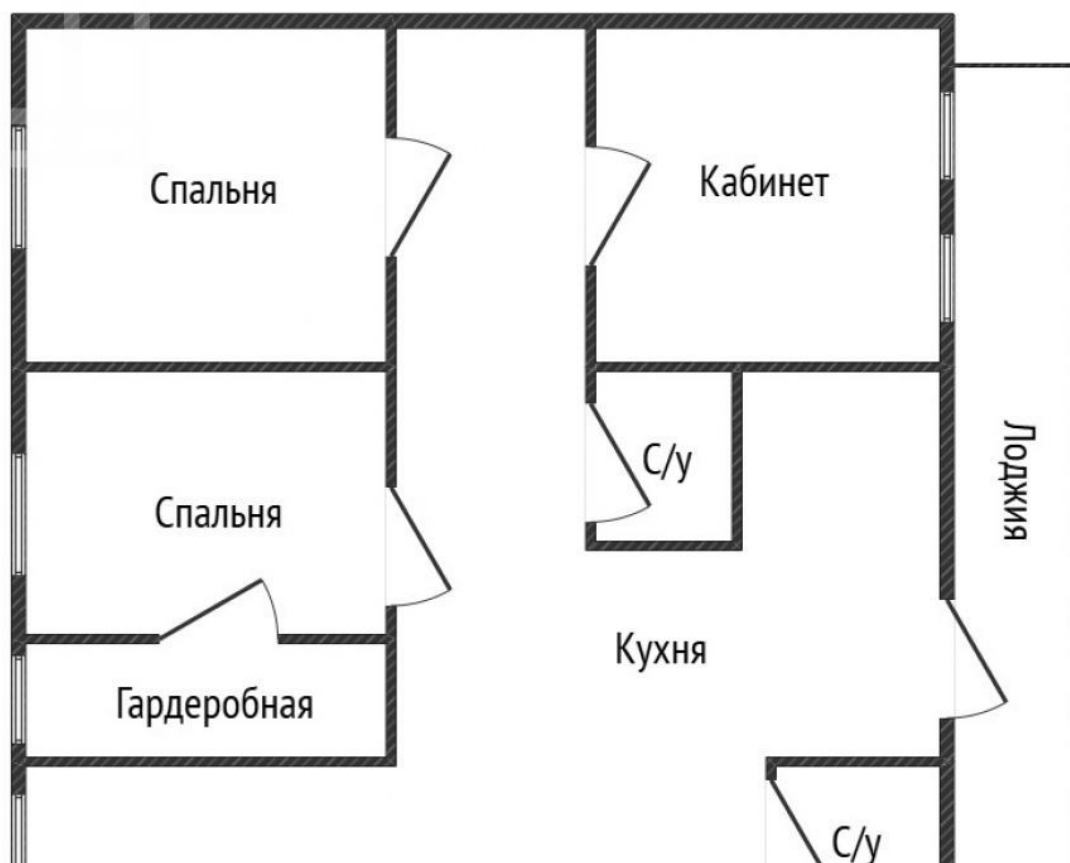 Спальня
Кабинет
С/у
Лоджия
Спальня
Кухня
Гардеробная
С/у